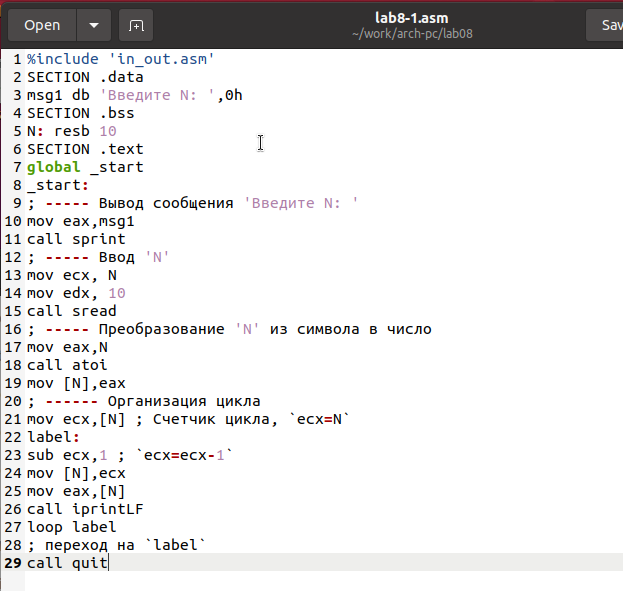 Open
lab8-1.asm
~/work/arch-pc/lab08
Sav
1 %include 'in_out.asm'
2 SECTION .data
3 msg1 db 'Введите N: ',0h
4 SECTION .bss
5 N: resb 10
6 SECTION .text
7 global _start
8 _start:
9 ; ----- Вывод сообщения 'Введите N: '
10 mov eax,msg1
11 call sprint
12 ; ----- Ввод 'N'
13 mov ecx, N
14 mov edx, 10
15 call sread
16 ; ----- Преобразование 'N' из символа в число
17 mov eax,N
18 call atoi
19 mov [N],eax
20 ; ------ Организация цикла
21 mov ecx,[N] ; Счетчик цикла, `ecx=N`
22 label:
23 sub ecx,1 ; `ecx=ecx-1`
24 mov [N],ecx
25 mov eax,[N]
26 call iprintLF
27 loop label
28 ; переход на `label`
29 call quit